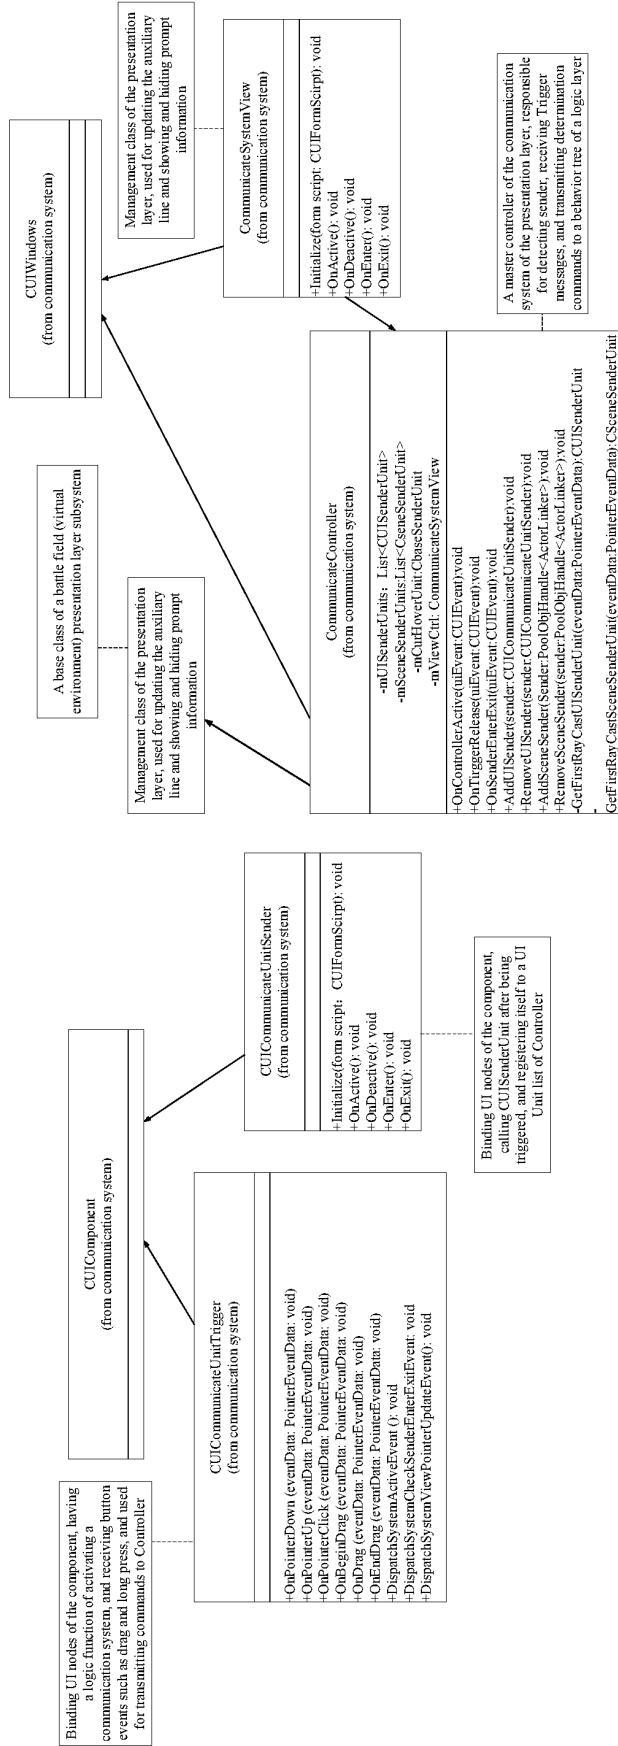 Binding UI nodes of the component, having
a logic function of activating a
communication system, and receiving button
events such as drag and long press, and used
for transmitting commands to Controller
CUIComponent
(from communication system)
CUICommunicateUnitTrigger
(from communication system)
+OnPointerDown (eventData: PointerEventData: void)
+OnPointerUp (eventData: PointerEventData: void)
+OnPointerClick (eventData: PointerEventData: void)
+OnBeginDrag (eventData: PointerEventData: void)
+OnDrag (eventData: PointerEventData: void)
+OnEndDrag (eventData: PointerEventData: void)
+DispatchSystemActiveEvent (): void
+DispatchSystemCheckSenderEnterExitEvent: void
+DispatchSystemViewPointerUpdateEvent(): void
CUICommunicateUnitSender
(from communication system)
+Initialize(form script: CUIFormScirpt): void
+OnActive(): void
+OnDeactive(): void
+OnEnter(): void
+OnExit(): void
Binding UI nodes of the component,
calling CUISenderUnit after being
triggered, and registering itself to a UI
Unit list of Controller
A base class of a battle field (virtual
environment) presentation layer subsystem
Management class of the presentation
layer, used for updating the auxiliary
line and showing and hiding prompt
information
CUIWindows
(from communication system)
Management class of the presentation
layer, used for updating the auxiliary
line and showing and hiding prompt
information
CommunicateSystemView
(from communication system)
+Initialize(form script: CUIFormScirpt): void
+OnActive(): void
+OnDeactive(): void
+OnEnter(): void
+OnExit(): void
CommunicateController
(from communication system)
-mUISenderUnits: List<CUISenderUnit>
-mSceneSenderUnits:List<CseneSenderUnit>
-mCurHoverUnit:CbaseSenderUnit
-mViewCtrl: CommunicateSystemView
+OnControllerActive(uiEvent:CUIEvent):void
+OnTirggerRelease(uiEvent:CUIEvent):void
+OnSenderEnterExit(uiEvent:CUIEvent):void
+AddUISender(sender:CUICommunicateUnitSender):void
+RemoveUISender(sender:CUICommunicateUnitSender):void
+AddSceneSender(Sender:PoolObjHandle<ActorLinker>):void
+RemoveSceneSender(sender:PoolObjHandle<ActorLinker>):void
-GetFirstRayCastUISenderUnit(eventData:PointerEventData):CUISenderUnit
-
GetFirstRayCastSceneSenderUnit(eventData:PointerEventData):CSceneSenderUnit
A master controller of the communication
system of the presentation layer, responsible
for detecting sender, receiving Trigger
messages, and transmitting determination
commands to a behavior tree of a logic layer